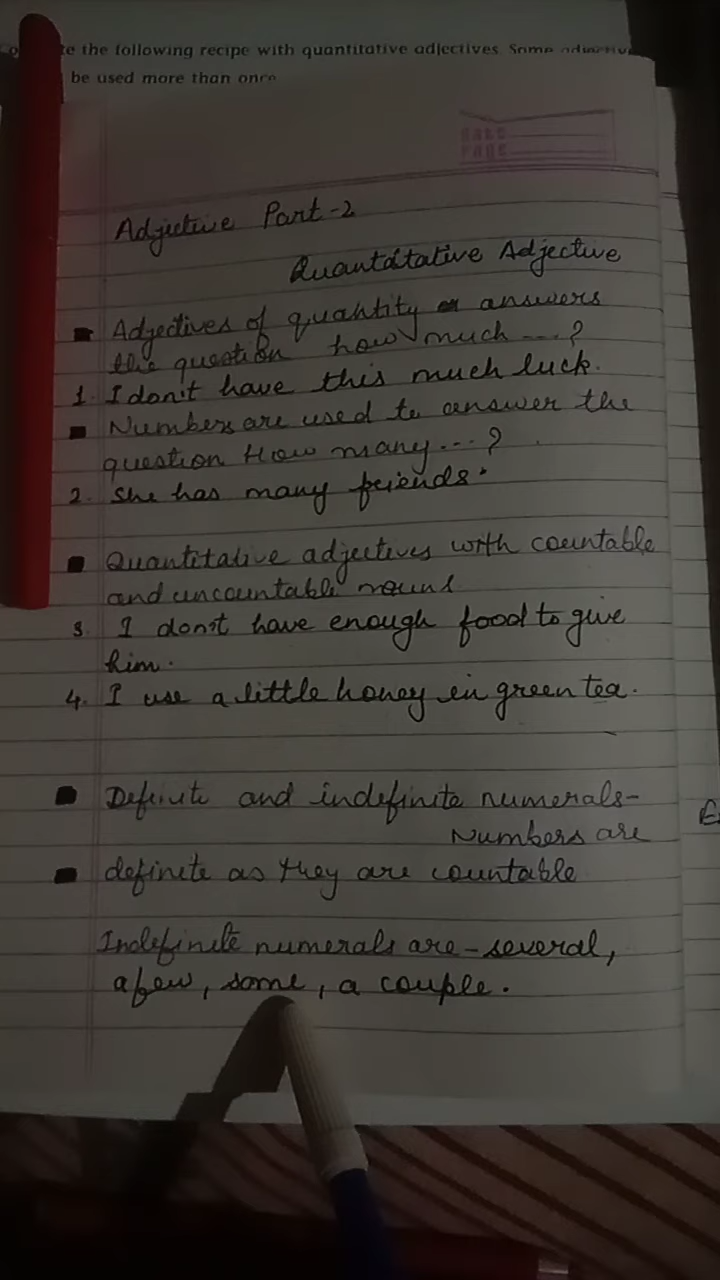 te the following recipe with quantitative adjectives. Some
be used more than once
DATE
PAGE
Adjective Part-2
Quantitative Adjective
Adjectives of quantity answers
the question how much ...?
1. I don't have this much luck.
Numbers are used to answer the
question How many...?
2. She has many friends.
Quantitative adjectives with countable
and uncountable nouns
3. I don't have enough food to give
him.
4. I use a little honey in green tea.
Definite and indefinite numerals-
Numbers are
definite as they are countable
Indefinite numerals are - several,
a few, some, a couple.